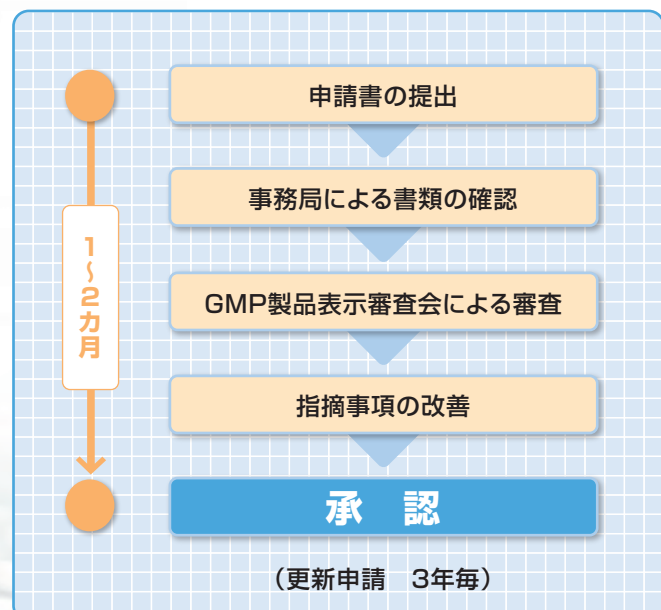 申請書の提出
事務局による書類の確認
1〜2カ月
GMP製品表示審査会による審査
指摘事項の改善
承 認
(更新申請 3年毎)